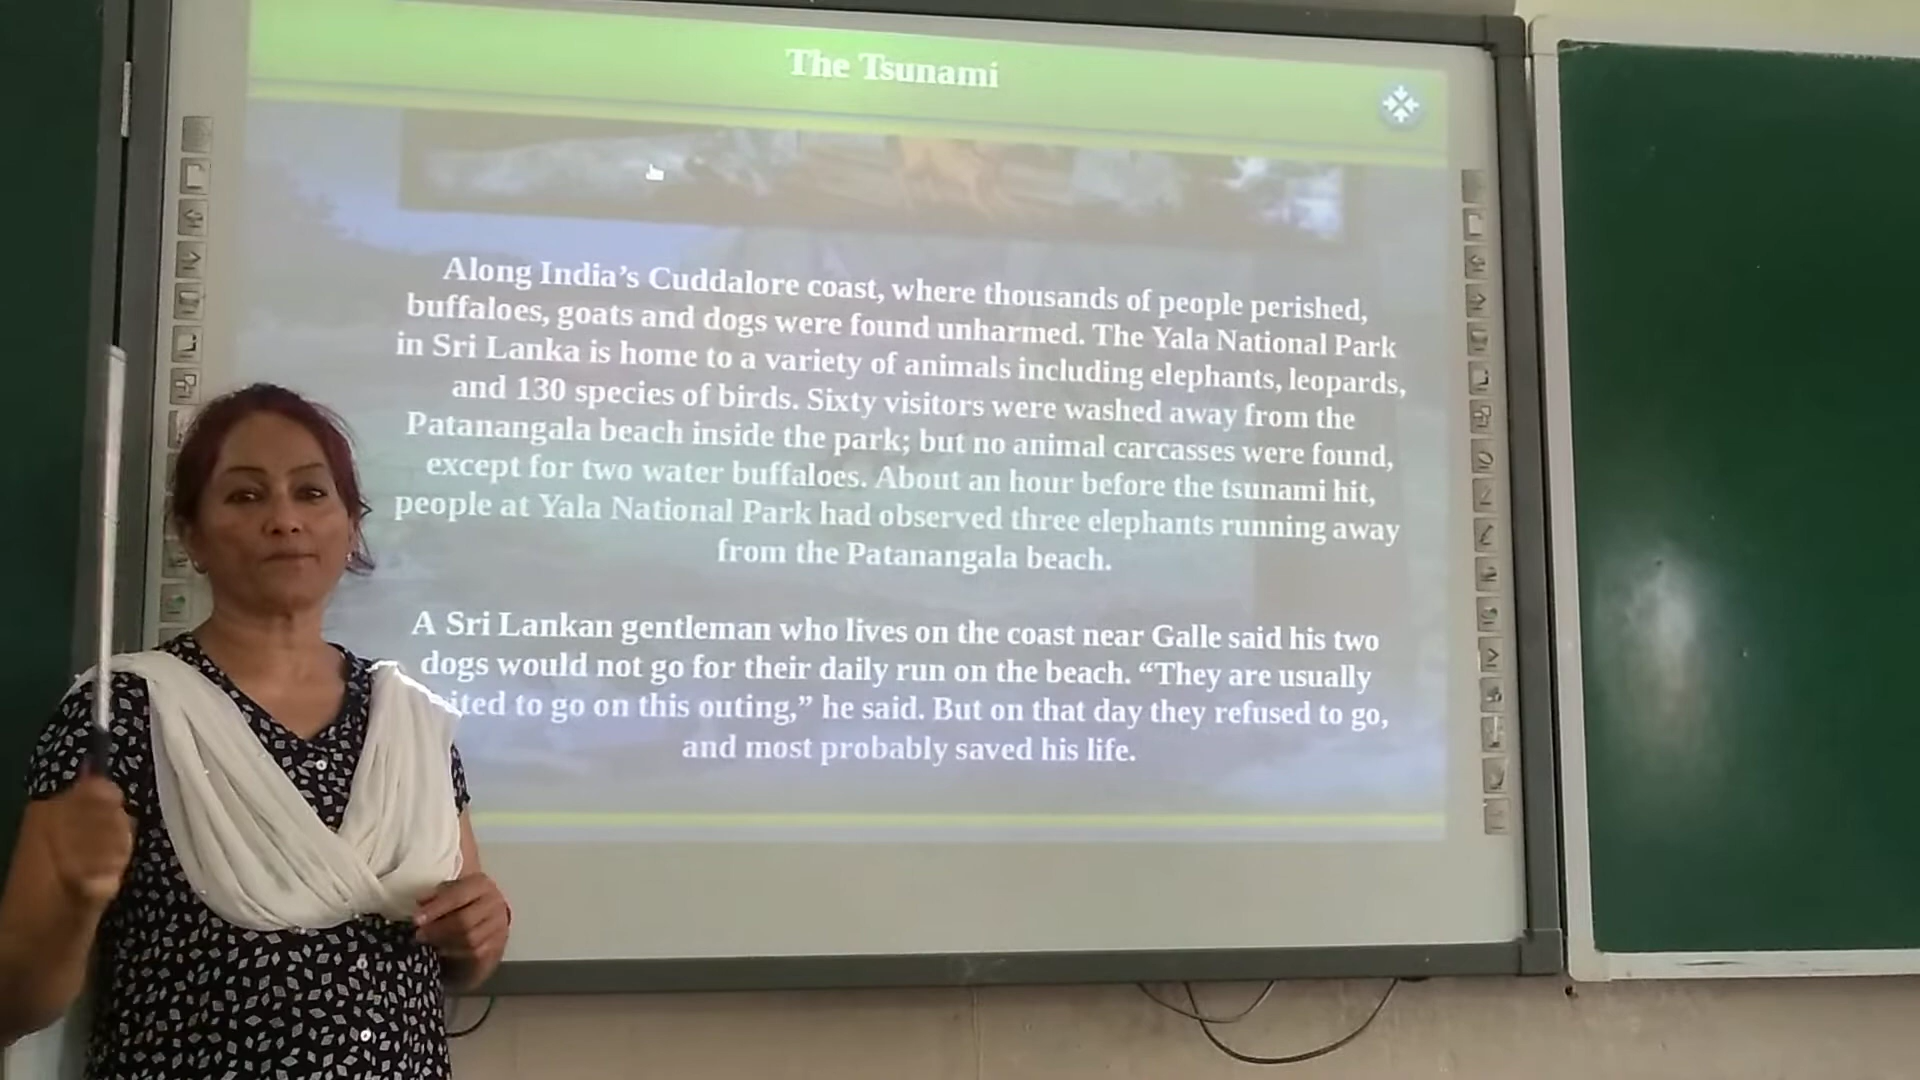 The Tsunami
Along India’s Cuddalore coast, where thousands of people perished,
buffaloes, goats and dogs were found unharmed. The Yala National Park
in Sri Lanka is home to a variety of animals including elephants, leopards,
and 130 species of birds. Sixty visitors were washed away from the
Patanangala beach inside the park; but no animal carcasses were found,
except for two water buffaloes. About an hour before the tsunami hit,
people at Yala National Park had observed three elephants running away
from the Patanangala beach.
A Sri Lankan gentleman who lives on the coast near Galle said his two
dogs would not go for their daily run on the beach. “They are usually
to go on this outing,” he said. But on that day they refused to go,
and most probably saved his life.